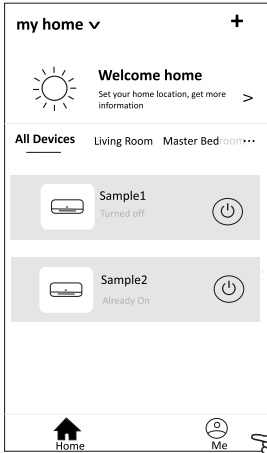 my home
Welcome home
Set your home location, get more
information
All Devices Living Room Master Bedroom
Sample1
Turned off
Sample2
Already On
Home Me